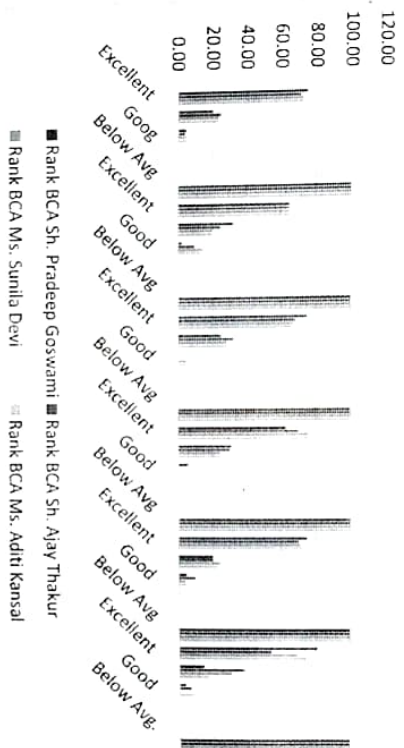 120.00
100.00
80.00
60.00
40.00
20.00
0.00
Excellent
Goog
Below Avg
Excellent
Good
Below Avg
Excellent
Good
Below Avg
Excellent
Good
Below Avg
Excellent
Good
Below Avg
Excellent
Good
Below Avg.
Rank BCA Sh. Pradeep Goswami Rank BCA Sh. Ajay Thakur
Rank BCA Ms. Sunila Devi Rank BCA Ms. Aditi Kansal